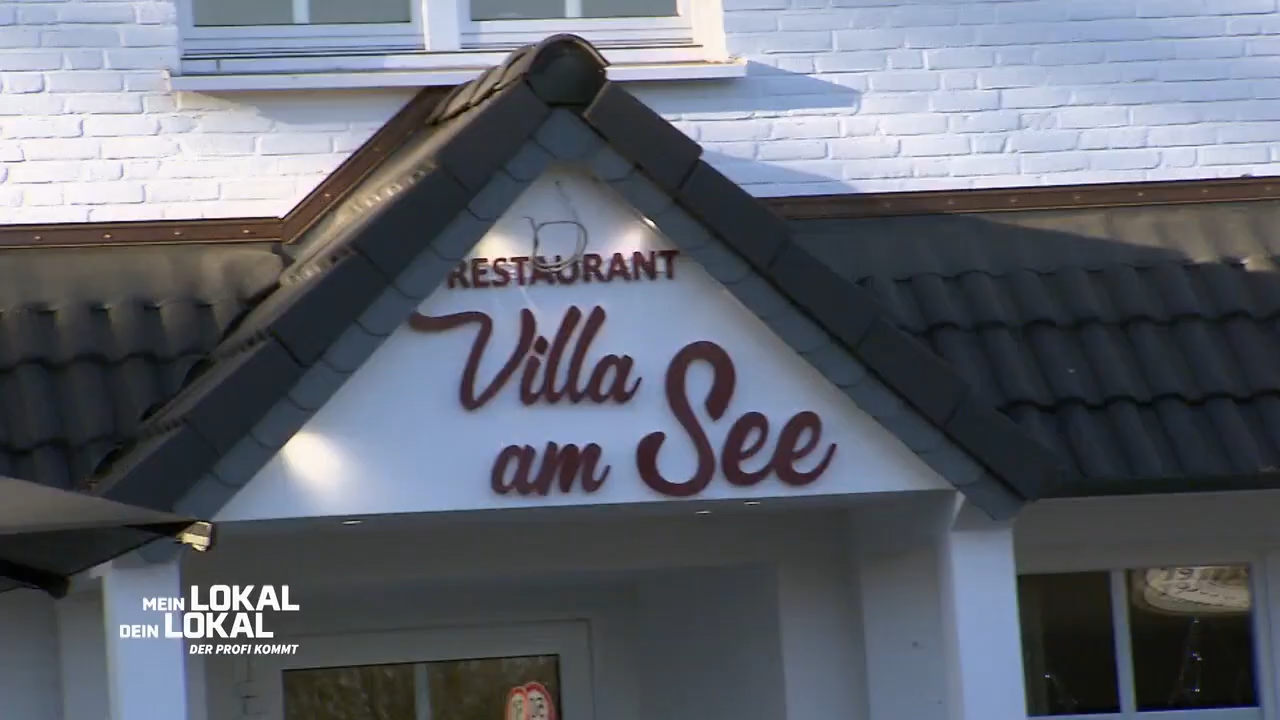 RESTAURANT
Villa
am See
MEIN LOKAL
DEIN LOKAL
DER PROFI KOMMT